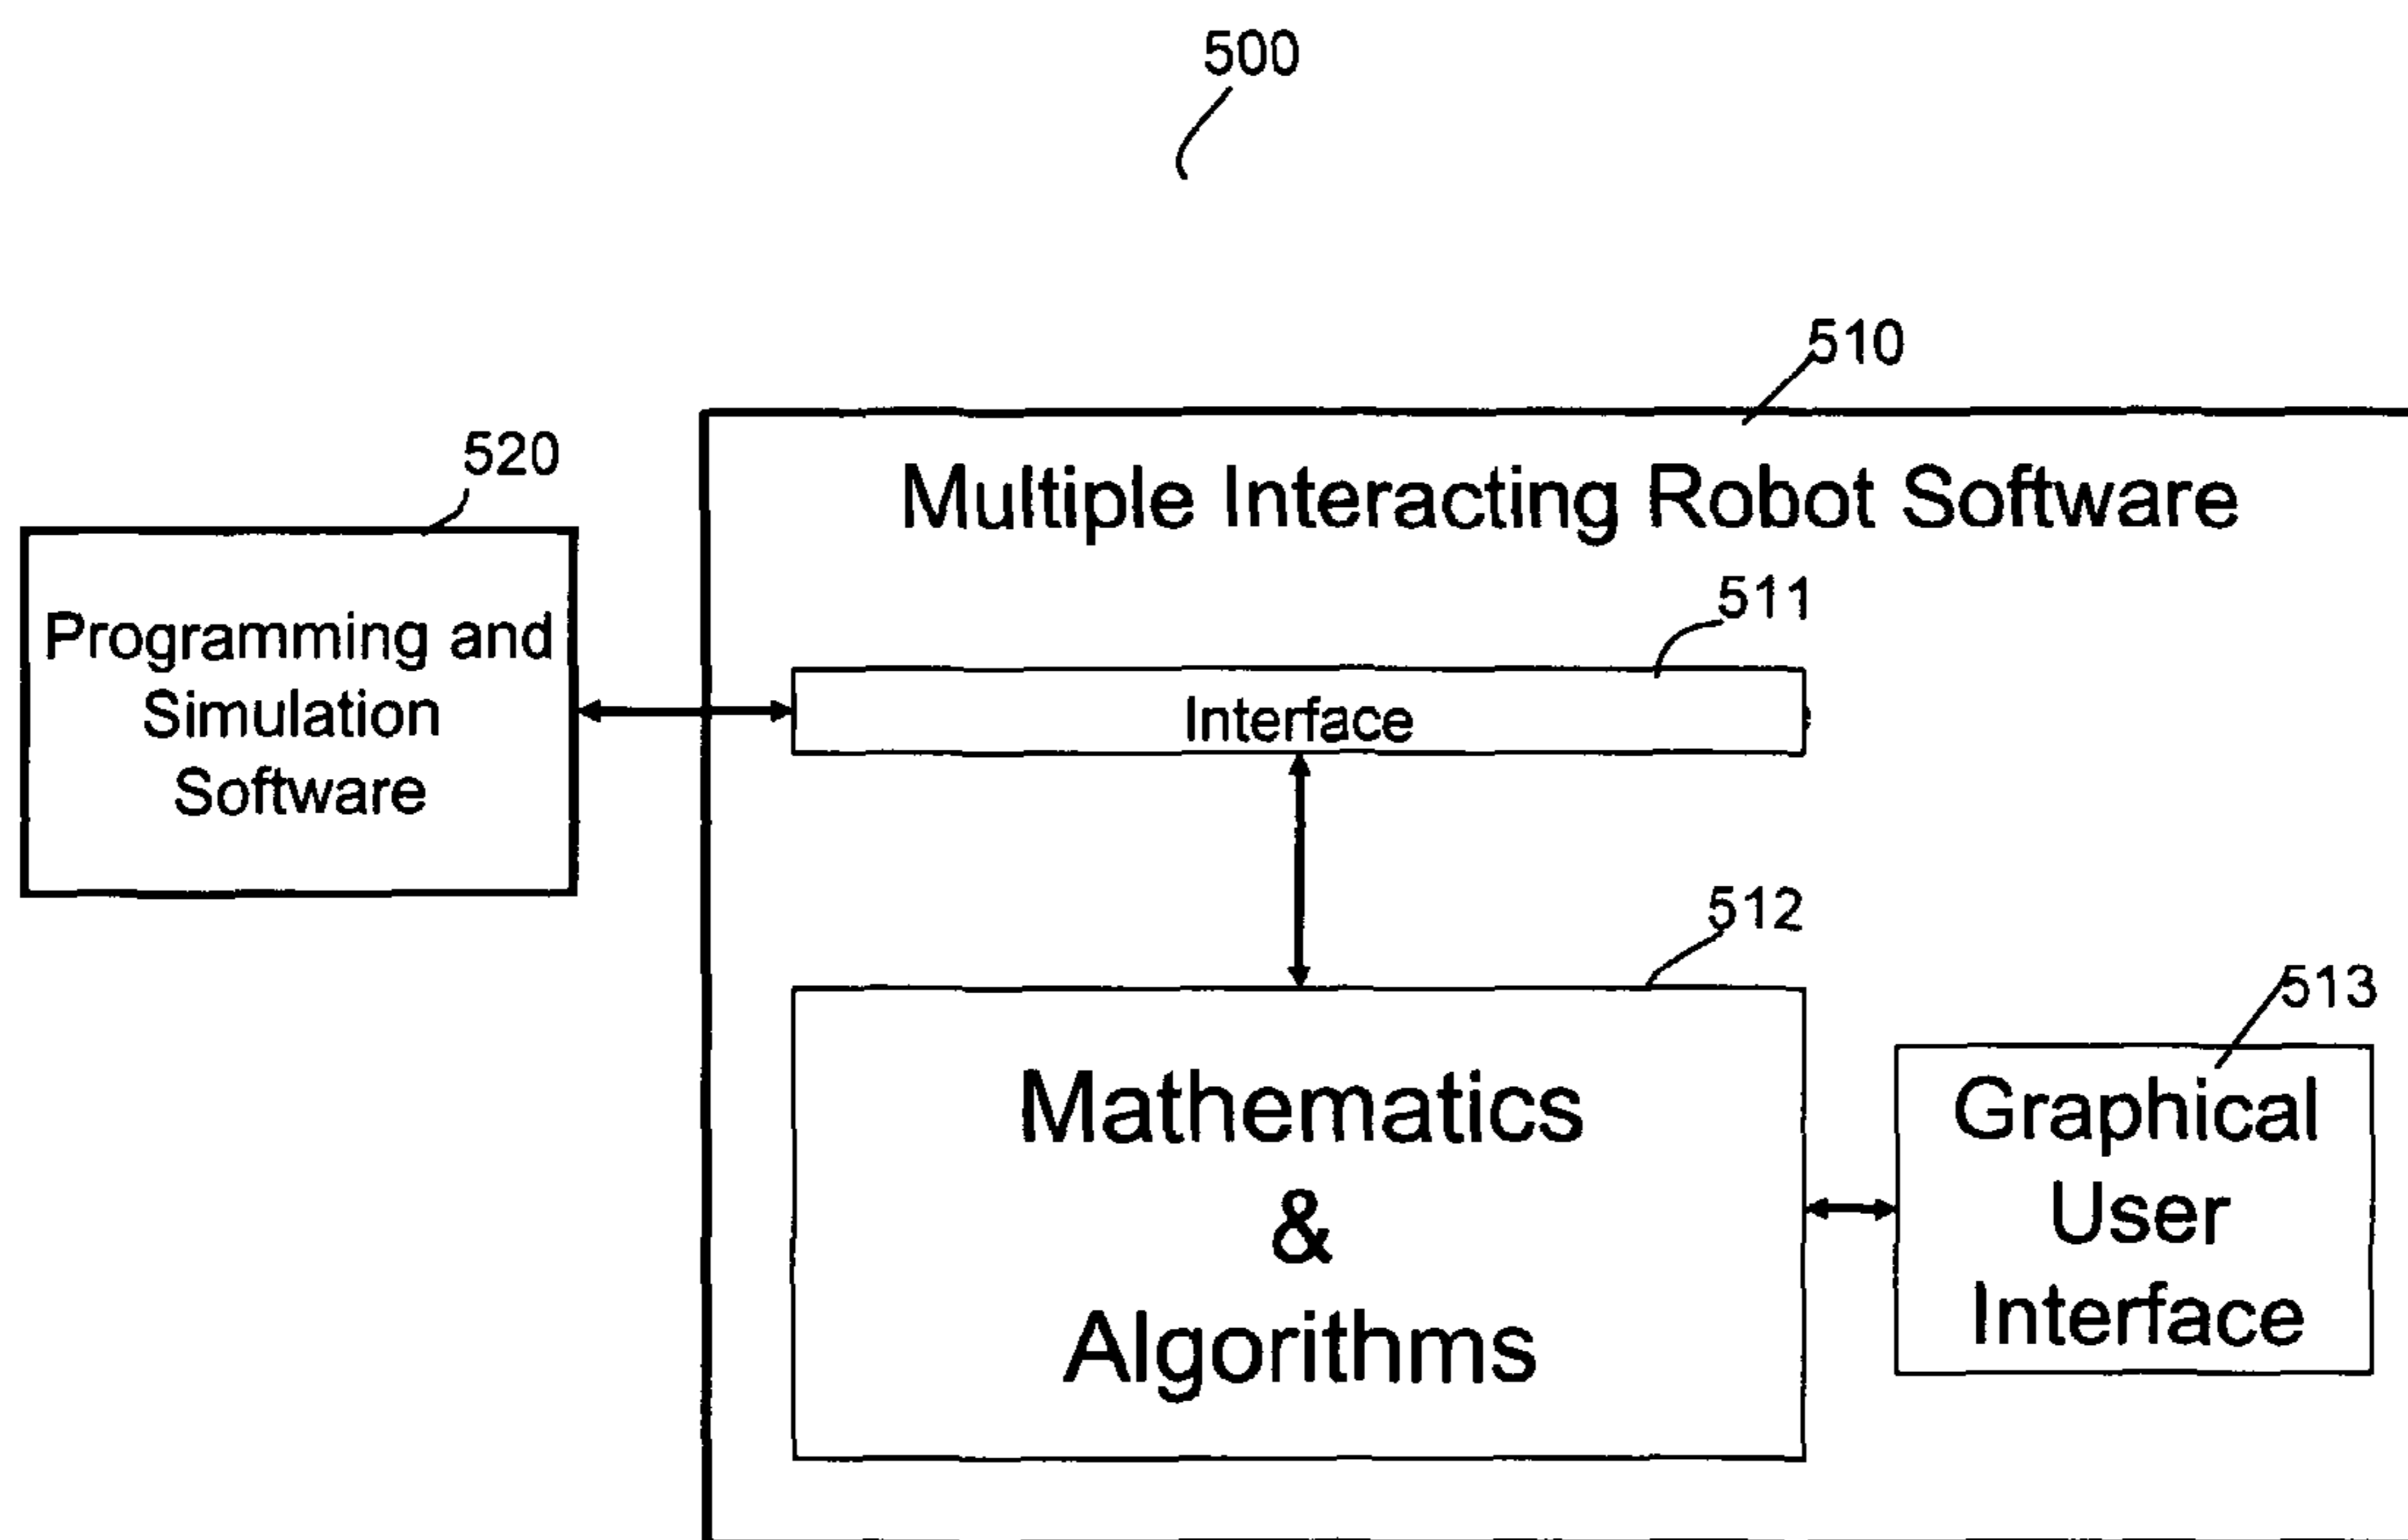 500
510
520
Multiple Interacting Robot Software
511
Programming and
Simulation
Software
Interface
512
513
Mathematics
&
Algorithms
Graphical
User
Interface